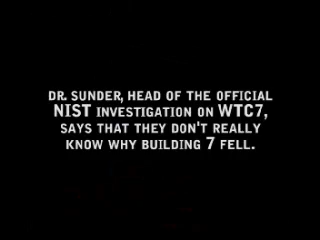 DR. SUNDER, HEAD OF THE OFFICIAL
NIST INVESTIGATION ON WTC7,
SAYS THAT THEY DON'T REALLY
KNOW WHY BUILDING 7 FELL.